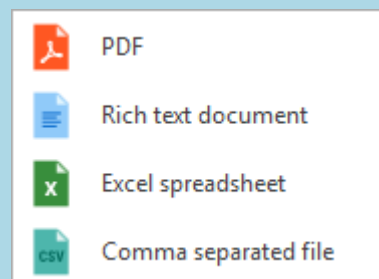 PDF
Rich text document
X Excel spreadsheet
CSV Comma separated file